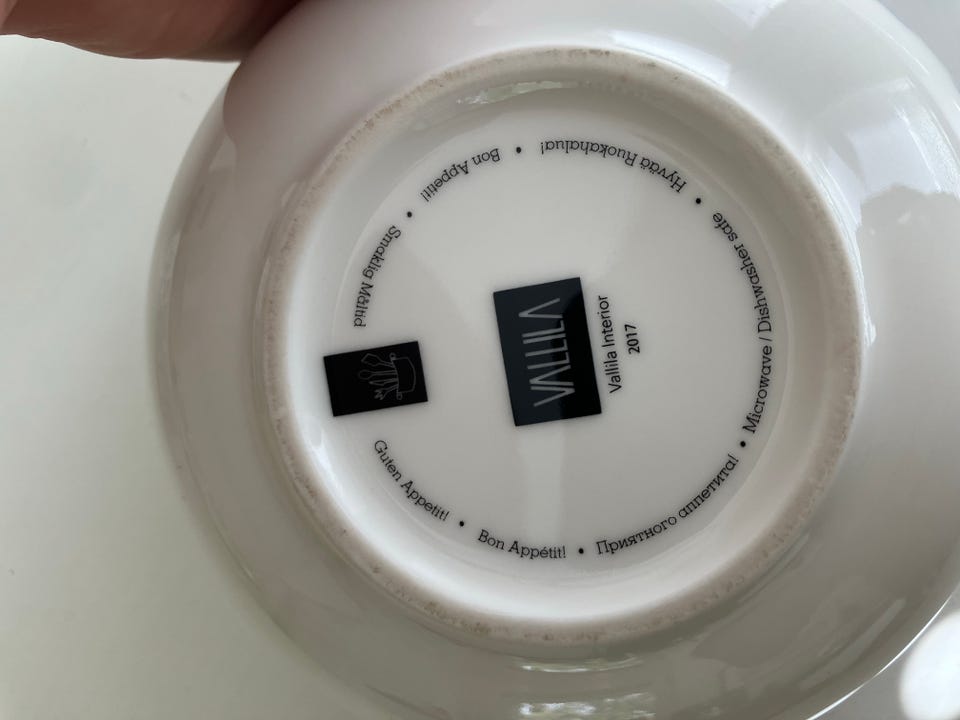 VALLILA
Vallila Interior
2017
Guten Appetit!
•
Bon Appétit!
•
Приятного аппетита!
•
Microwave / Dishwasher safe
•
Hyvää Ruokahalua!
•
Bon Appetit!
•
Smaklig Måltid